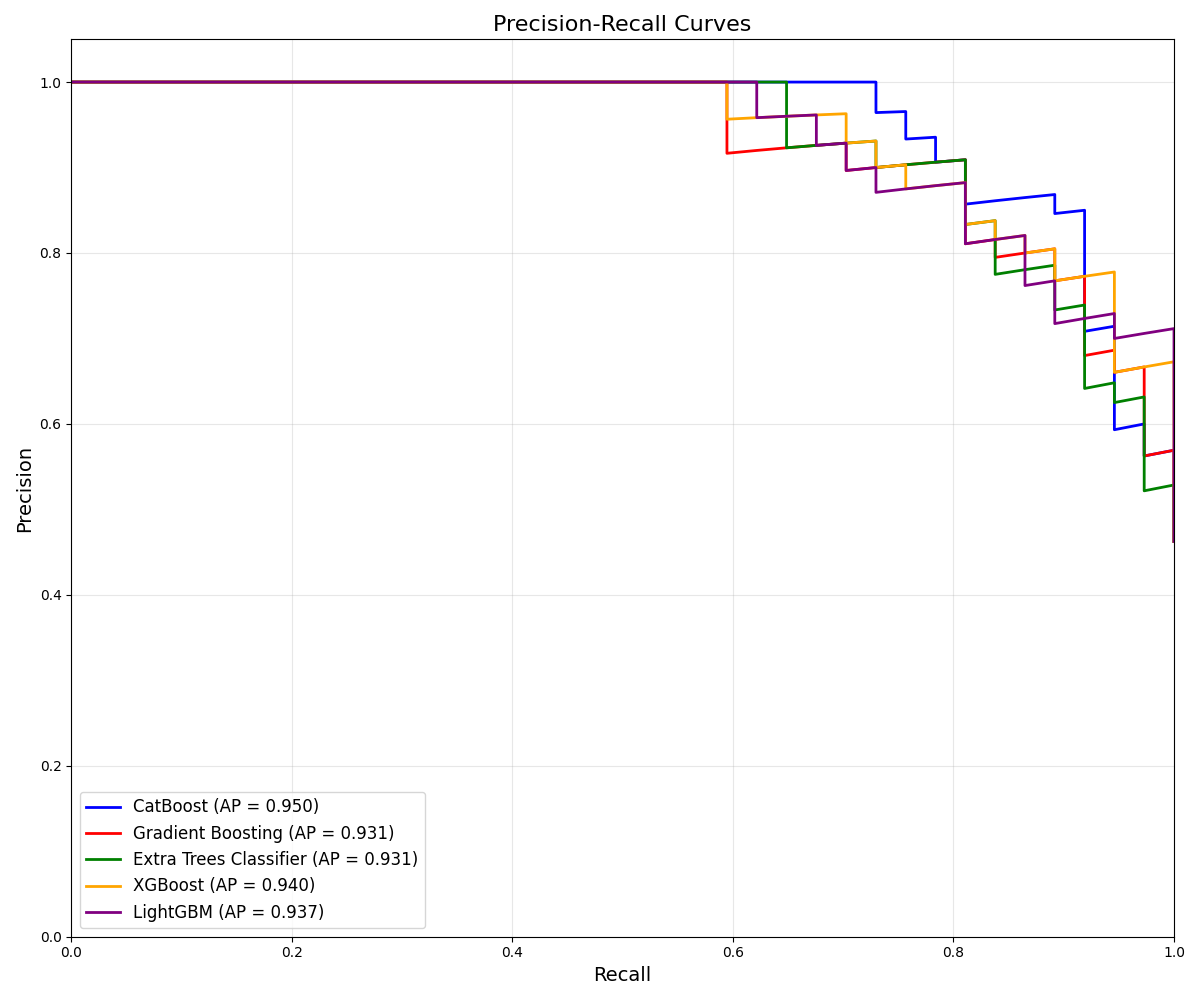 Precision-Recall Curves
1.0
0.8
0.6
0.4
0.2
0.0
Precision
CatBoost (AP = 0.950)
Gradient Boosting (AP = 0.931)
Extra Trees Classifier (AP = 0.931)
XGBoost (AP = 0.940)
LightGBM (AP = 0.937)
0.0 0.2 0.4 0.6 0.8 1.0
Recall